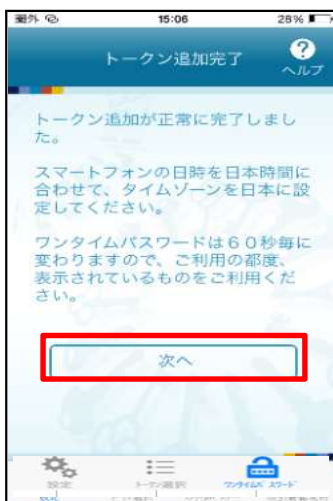 圏外
15:06
28%
トークン追加完了
?
ヘルプ
トークン追加が正常に完了しまし
た。
スマートフォンの日時を日本時間に
合わせて、タイムゾーンを日本に設
定してください。
ワンタイムパスワードは60秒毎に
変わりますので、ご利用の都度、
表示されているものをご利用くだ
さい。
次へ
設定
トークン選択
ワンタイムパスワード